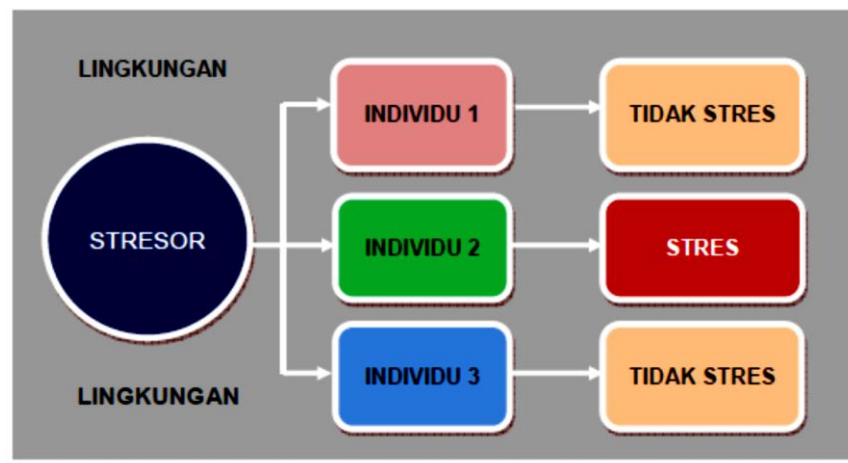 LINGKUNGAN
STRESOR
LINGKUNGAN
INDIVIDU 1
TIDAK STRES
INDIVIDU 2
STRES
INDIVIDU 3
TIDAK STRES